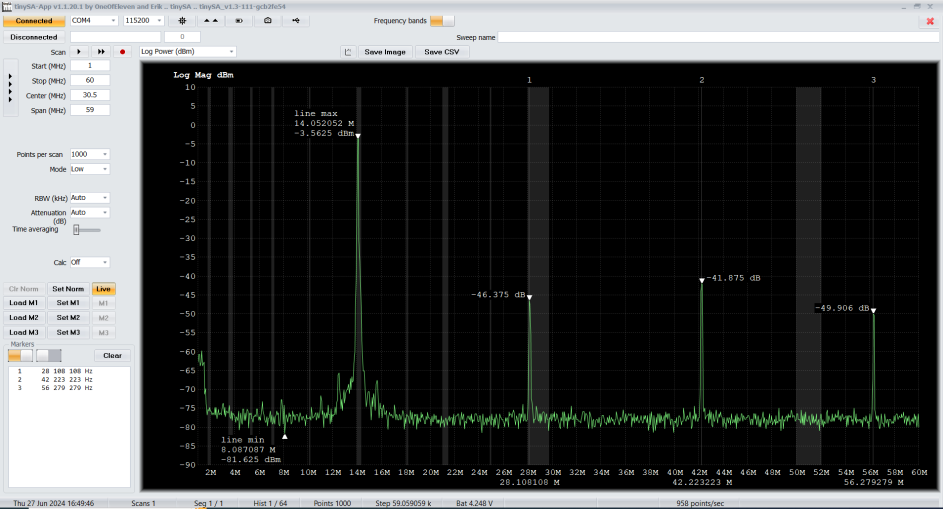 tinySA-App v1.1.20.1 by OneOfEleven and Erik .. tinySA .. tinySA_v1.3-111-gcb2fe54
Connected COM4 115200 Frequency bands
Disconnected 0 Sweep name
Scan Log Power (dBm) Save Image Save CSV
Start (MHz) 1
Stop (MHz) 60
Center (MHz) 30.5
Span (MHz) 59
Points per scan 1000
Mode Low
RBW (kHz) Auto
Attenuation (dB) Auto
Time averaging
Calc Off
Clr Norm Set Norm Live
Load M1 Set M1 M1
Load M2 Set M2 M2
Load M3 Set M3 M3
Markers
Clear
1 28 108 108 Hz
2 42 223 223 Hz
3 56 279 279 Hz
Log Mag dBm
1 2 3
10
5
0
-5
-10
-15
-20
-25
-30
-35
-40
-45
-50
-55
-60
-65
-70
-75
-80
-85
-90
line max
14.052052 M
-3.5625 dBm
-46.375 dB
-41.875 dB
-49.906 dB
line min
8.087087 M
-81.625 dBm
2M 4M 6M 8M 10M 12M 14M 16M 18M 20M 22M 24M 26M 28M 30M 32M 34M 36M 38M 40M 42M 44M 46M 48M 50M 52M 54M 56M 58M 60M
28.108108 M 42.223223 M 56.279279 M
Thu 27 Jun 2024 16:49:46 Scans 1 Seg 1 / 1 Hist 1 / 64 Points 1000 Step 59.059059 k Bat 4.248 V 958 points/sec